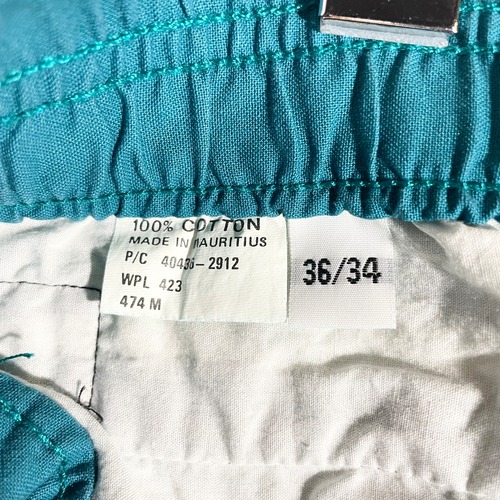 100% COTTON
MADE IN MAURITIUS
P/C 40436-2912
WPL 423
474 M
36/34